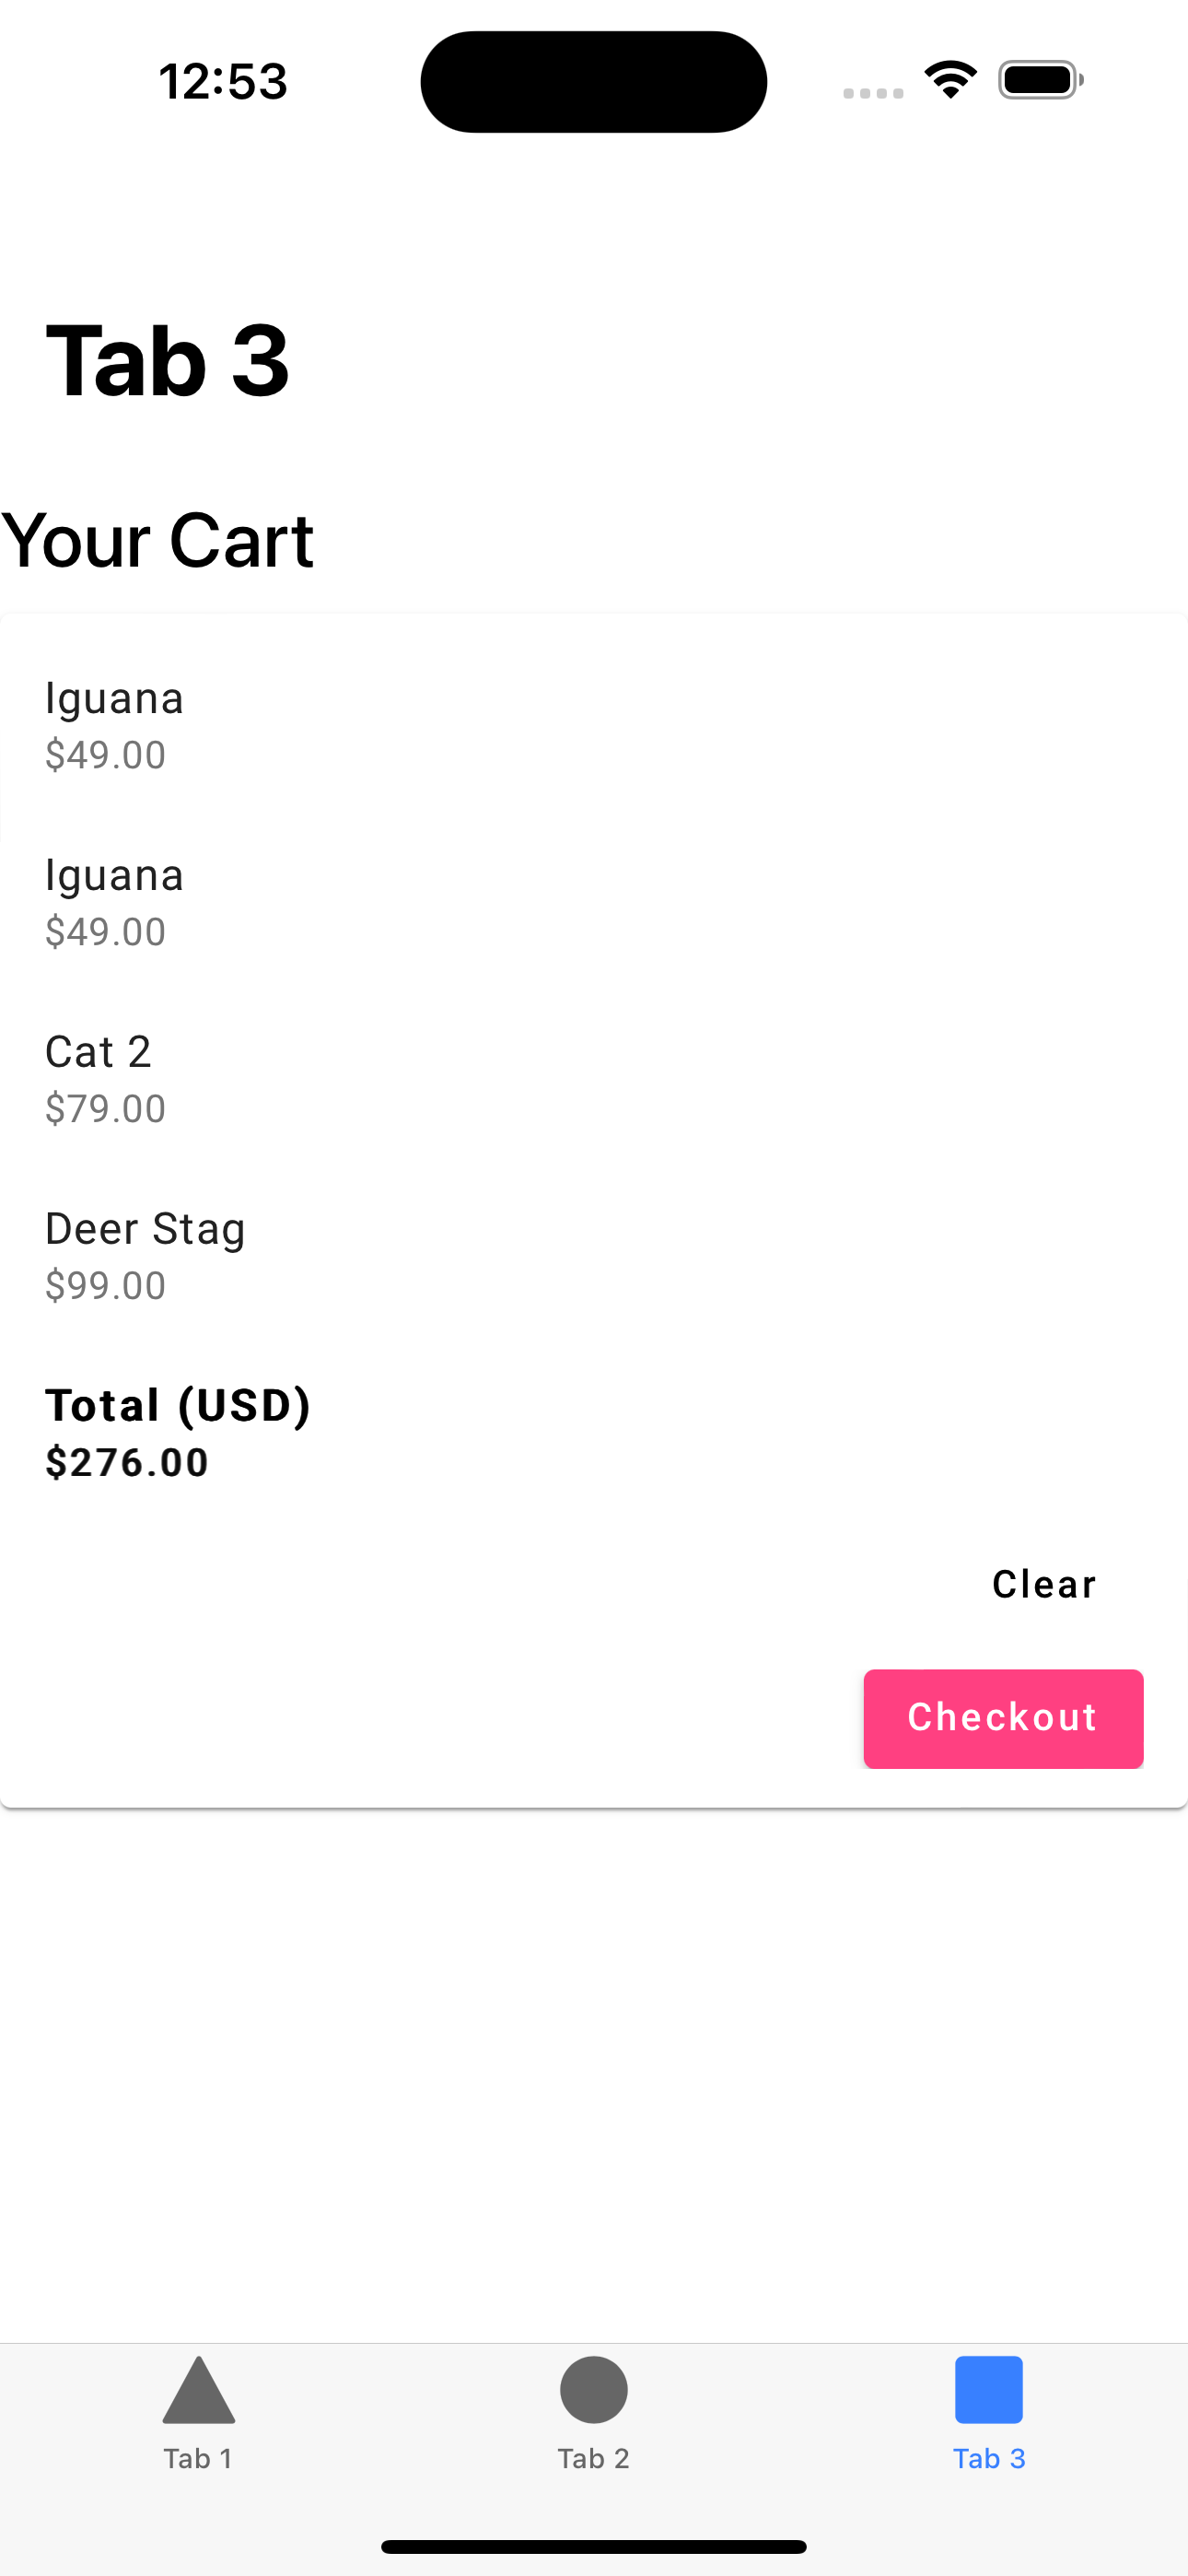 12:53
Tab 3
Your Cart
Iguana
$49.00
Iguana
$49.00
Cat 2
$79.00
Deer Stag
$99.00
Total (USD)
$276.00
Clear
Checkout
Tab 1
Tab 2
Tab 3